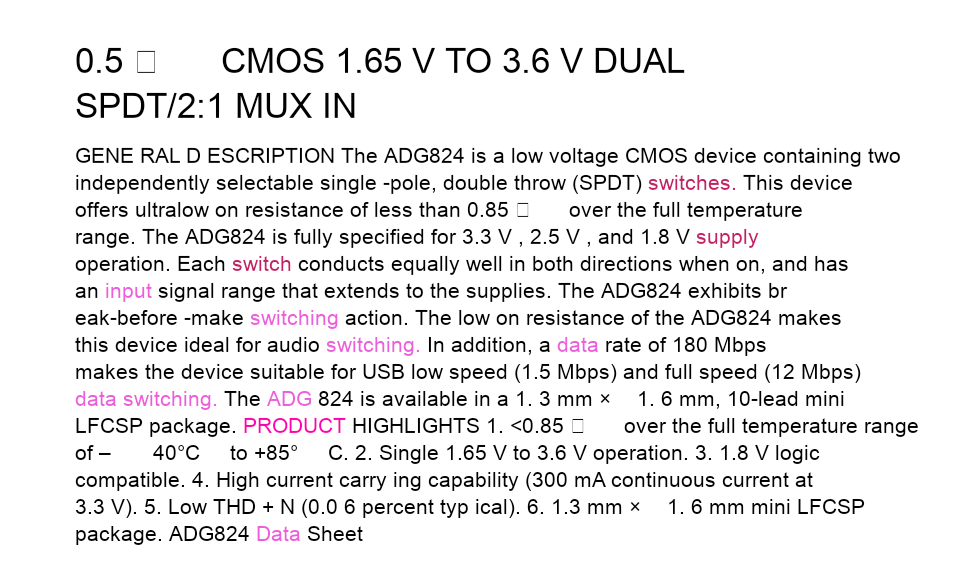 0.5 □ CMOS 1.65 V TO 3.6 V DUAL
SPDT/2:1 MUX IN
GENE RAL D ESCRIPTION The ADG824 is a low voltage CMOS device containing two
independently selectable single -pole, double throw (SPDT) switches. This device
offers ultralow on resistance of less than 0.85 □ over the full temperature
range. The ADG824 is fully specified for 3.3 V , 2.5 V , and 1.8 V supply
operation. Each switch conducts equally well in both directions when on, and has
an input signal range that extends to the supplies. The ADG824 exhibits br
eak-before -make switching action. The low on resistance of the ADG824 makes
this device ideal for audio switching. In addition, a data rate of 180 Mbps
makes the device suitable for USB low speed (1.5 Mbps) and full speed (12 Mbps)
data switching. The ADG 824 is available in a 1. 3 mm × 1. 6 mm, 10-lead mini
LFCSP package. PRODUCT HIGHLIGHTS 1. <0.85 □ over the full temperature range
of – 40°C to +85° C. 2. Single 1.65 V to 3.6 V operation. 3. 1.8 V logic
compatible. 4. High current carry ing capability (300 mA continuous current at
3.3 V). 5. Low THD + N (0.0 6 percent typ ical). 6. 1.3 mm × 1. 6 mm mini LFCSP
package. ADG824 Data Sheet